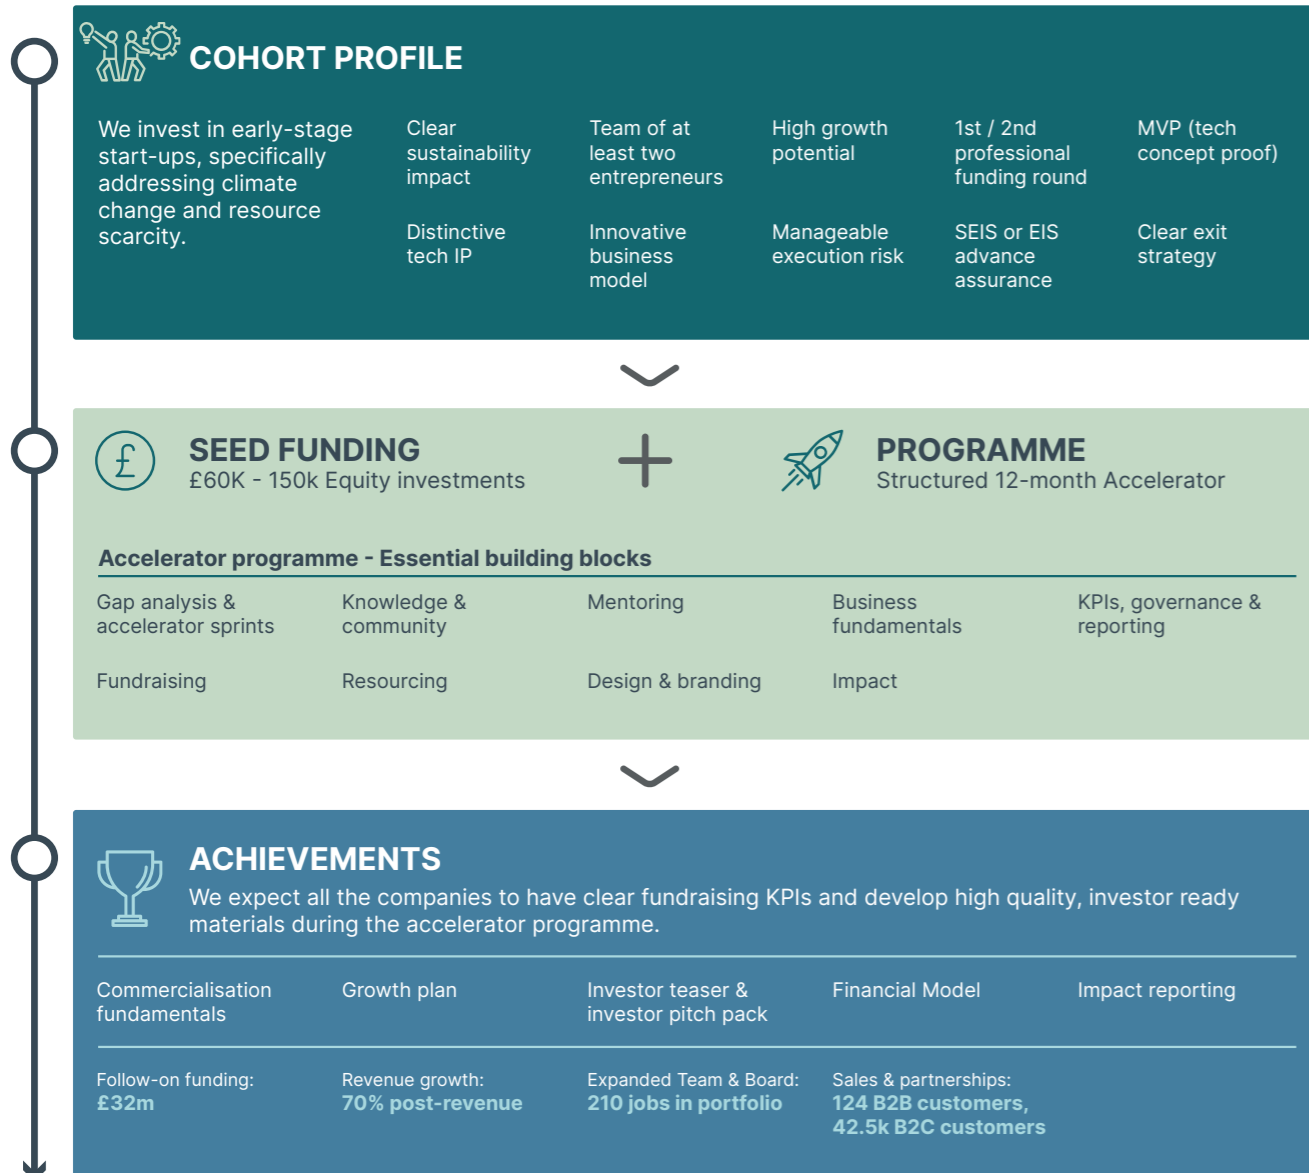 COHORT PROFILE
We invest in early-stage
start-ups, specifically
addressing climate
change and resource
scarcity.
Clear
sustainability
impact
Team of at
least two
entrepreneurs
High growth
potential
1st / 2nd
professional
funding round
MVP (tech
concept proof)
Distinctive
tech IP
Innovative
business
model
Manageable
execution risk
SEIS or EIS
advance
assurance
Clear exit
strategy
£
SEED FUNDING
£60K - 150k Equity investments
+
PROGRAMME
Structured 12-month Accelerator
Accelerator programme - Essential building blocks
Gap analysis &
accelerator sprints
Knowledge &
community
Mentoring
Business
fundamentals
KPIs, governance &
reporting
Fundraising
Resourcing
Design & branding
Impact
ACHIEVEMENTS
We expect all the companies to have clear fundraising KPIs and develop high quality, investor ready
materials during the accelerator programme.
Commercialisation
fundamentals
Growth plan
Investor teaser &
investor pitch pack
Financial Model
Impact reporting
Follow-on funding:
£32m
Revenue growth:
70% post-revenue
Expanded Team & Board:
210 jobs in portfolio
Sales & partnerships:
124 B2B customers,
42.5k B2C customers